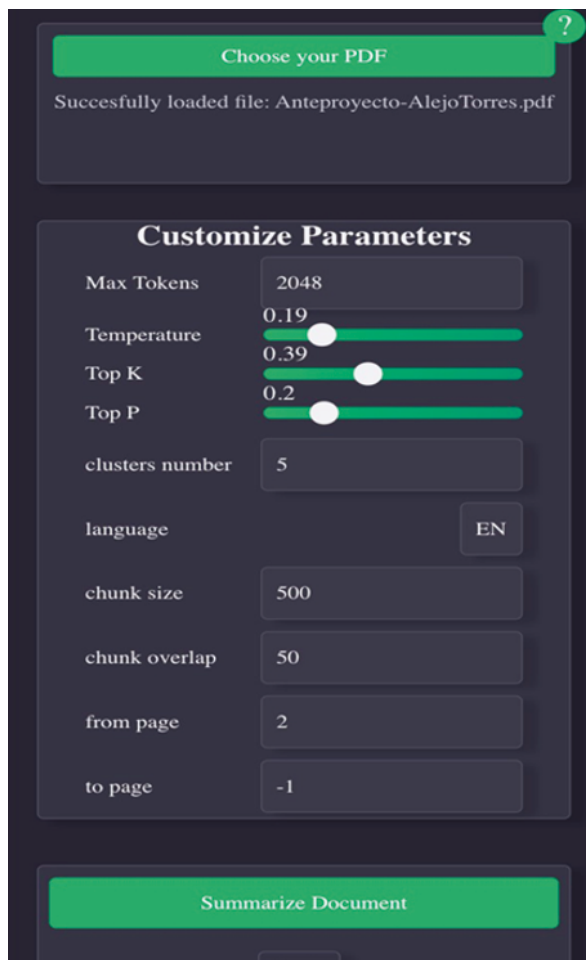 ?
Choose your PDF
Succesfully loaded file: Anteproyecto-AlejoTorres.pdf
Customize Parameters
Max Tokens 2048
0.19
Temperature
0.39
Top K
0.2
Top P
clusters number 5
language EN
chunk size 500
chunk overlap 50
from page 2
to page -1
Summarize Document